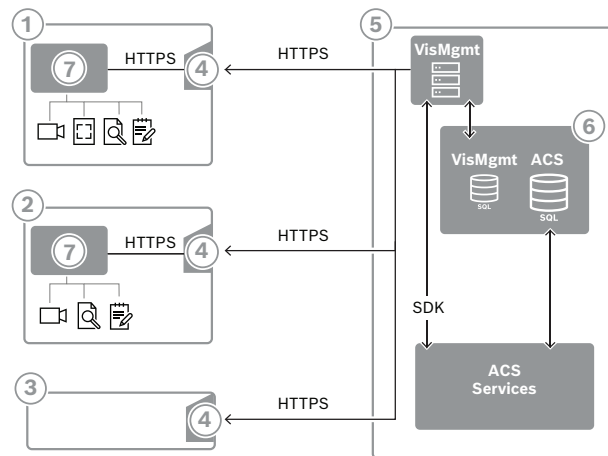 1
7
HTTPS
4
HTTPS
2
7
HTTPS
4
HTTPS
3
4
HTTPS
5
VisMgmt
6
VisMgmt ACS
SQL
SQL
SDK
ACS
Services